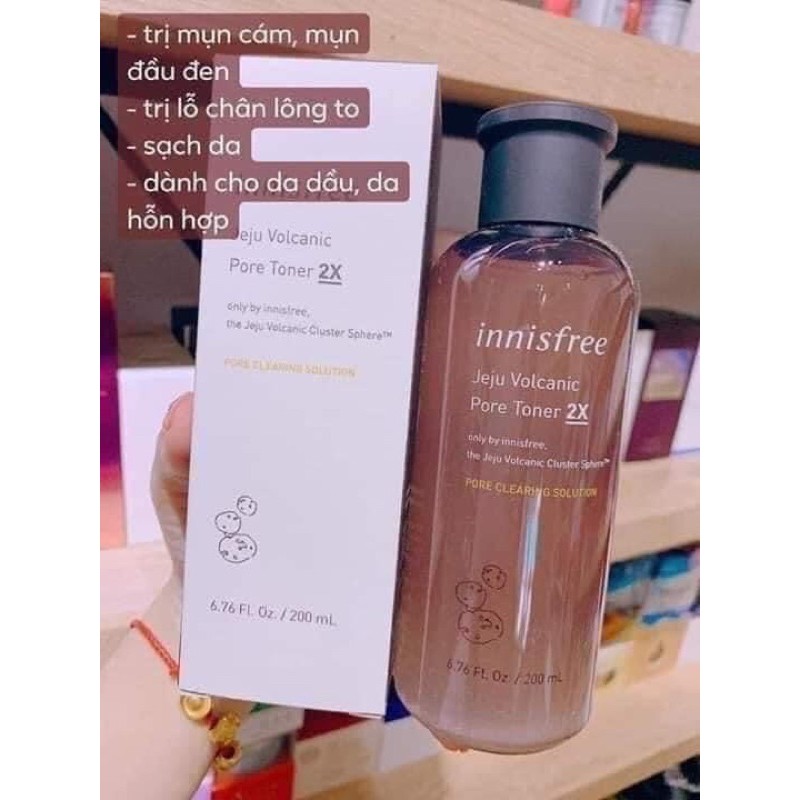 - trị mụn cám, mụn
đầu đen
- trị lỗ chân lông to
- sạch da
- dành cho da dầu, da
hỗn hợp
Jeju Volcanic
Pore Toner 2X
only by innisfree,
the Jeju Volcanic Cluster Sphere™
PORE CLEARING SOLUTION
6.76 FL Oz. / 200 mL
innisfree
Jeju Volcanic
Pore Toner 2X
only by innisfree,
the Jeju Volcanic Cluster Sphere™
PORE CLEARING SOLUTION
6.76 FL Oz. / 200 mL